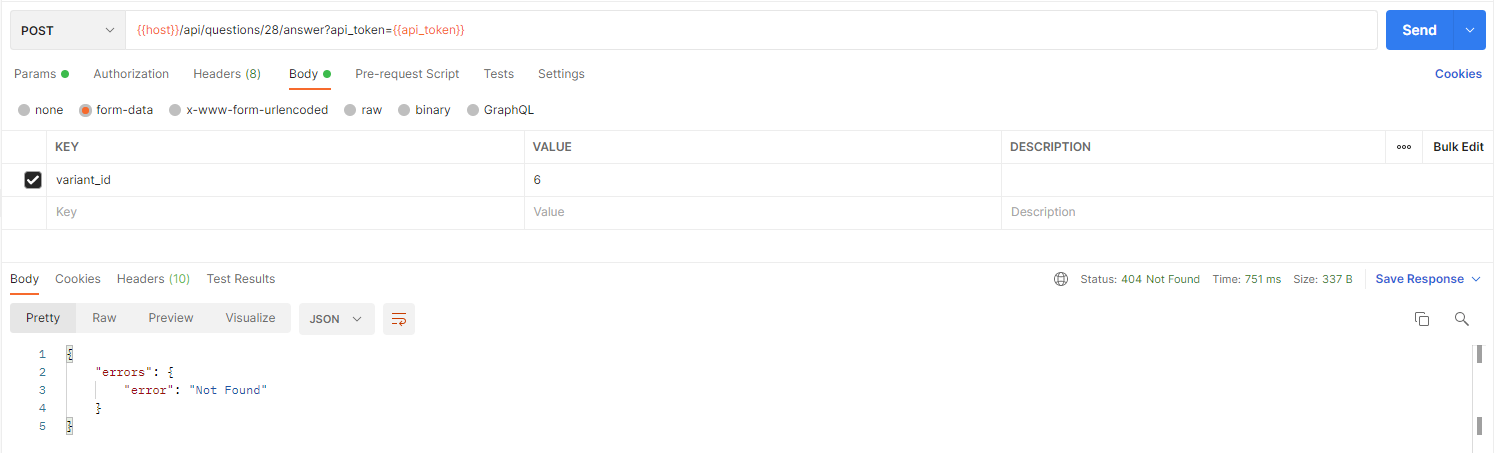 POST {{host}}/api/questions/28/answer?api_token={{api_token}} Send
Params Authorization Headers (8) Body Pre-request Script Tests Settings Cookies
none form-data x-www-form-urlencoded raw binary GraphQL
KEY VALUE DESCRIPTION ooo Bulk Edit
variant_id 6
Key Value Description
Body Cookies Headers (10) Test Results Status: 404 Not Found Time: 751 ms Size: 337 B Save Response
Pretty Raw Preview Visualize JSON
1 {
2 "errors": {
3 "error": "Not Found"
4 }
5 }